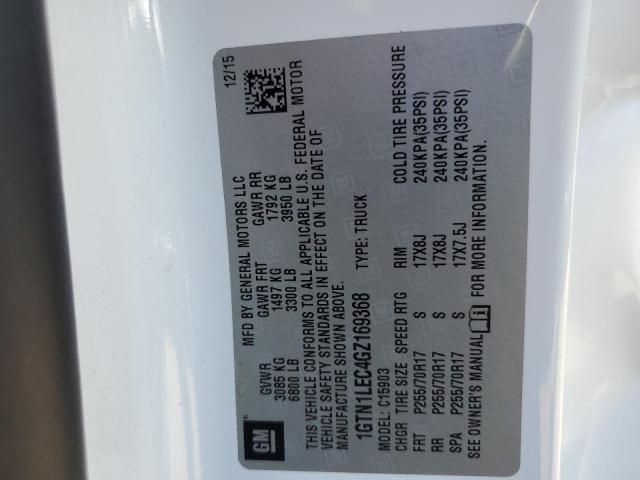 MFD BY GENERAL MOTORS LLC
12/15
GVWR GAWR FRT GAWR RR
3085 KG 1497 KG 1792 KG
6800 LB 3300 LB 3950 LB
GM
THIS VEHICLE CONFORMS TO ALL APPLICABLE U.S. FEDERAL MOTOR
VEHICLE SAFETY STANDARDS IN EFFECT ON THE DATE OF
MANUFACTURE SHOWN ABOVE.
1GTN1LEC4GZ169368
TYPE: TRUCK
MODEL: C15903
CHGR TIRE SIZE SPEED RTG RIM COLD TIRE PRESSURE
FRT P255/70R17 S 17X8J 240KPA(35PSI)
RR P255/70R17 S 17X8J 240KPA(35PSI)
SPA P255/70R17 S 17X7.5J 240KPA(35PSI)
SEE OWNER'S MANUAL FOR MORE INFORMATION.